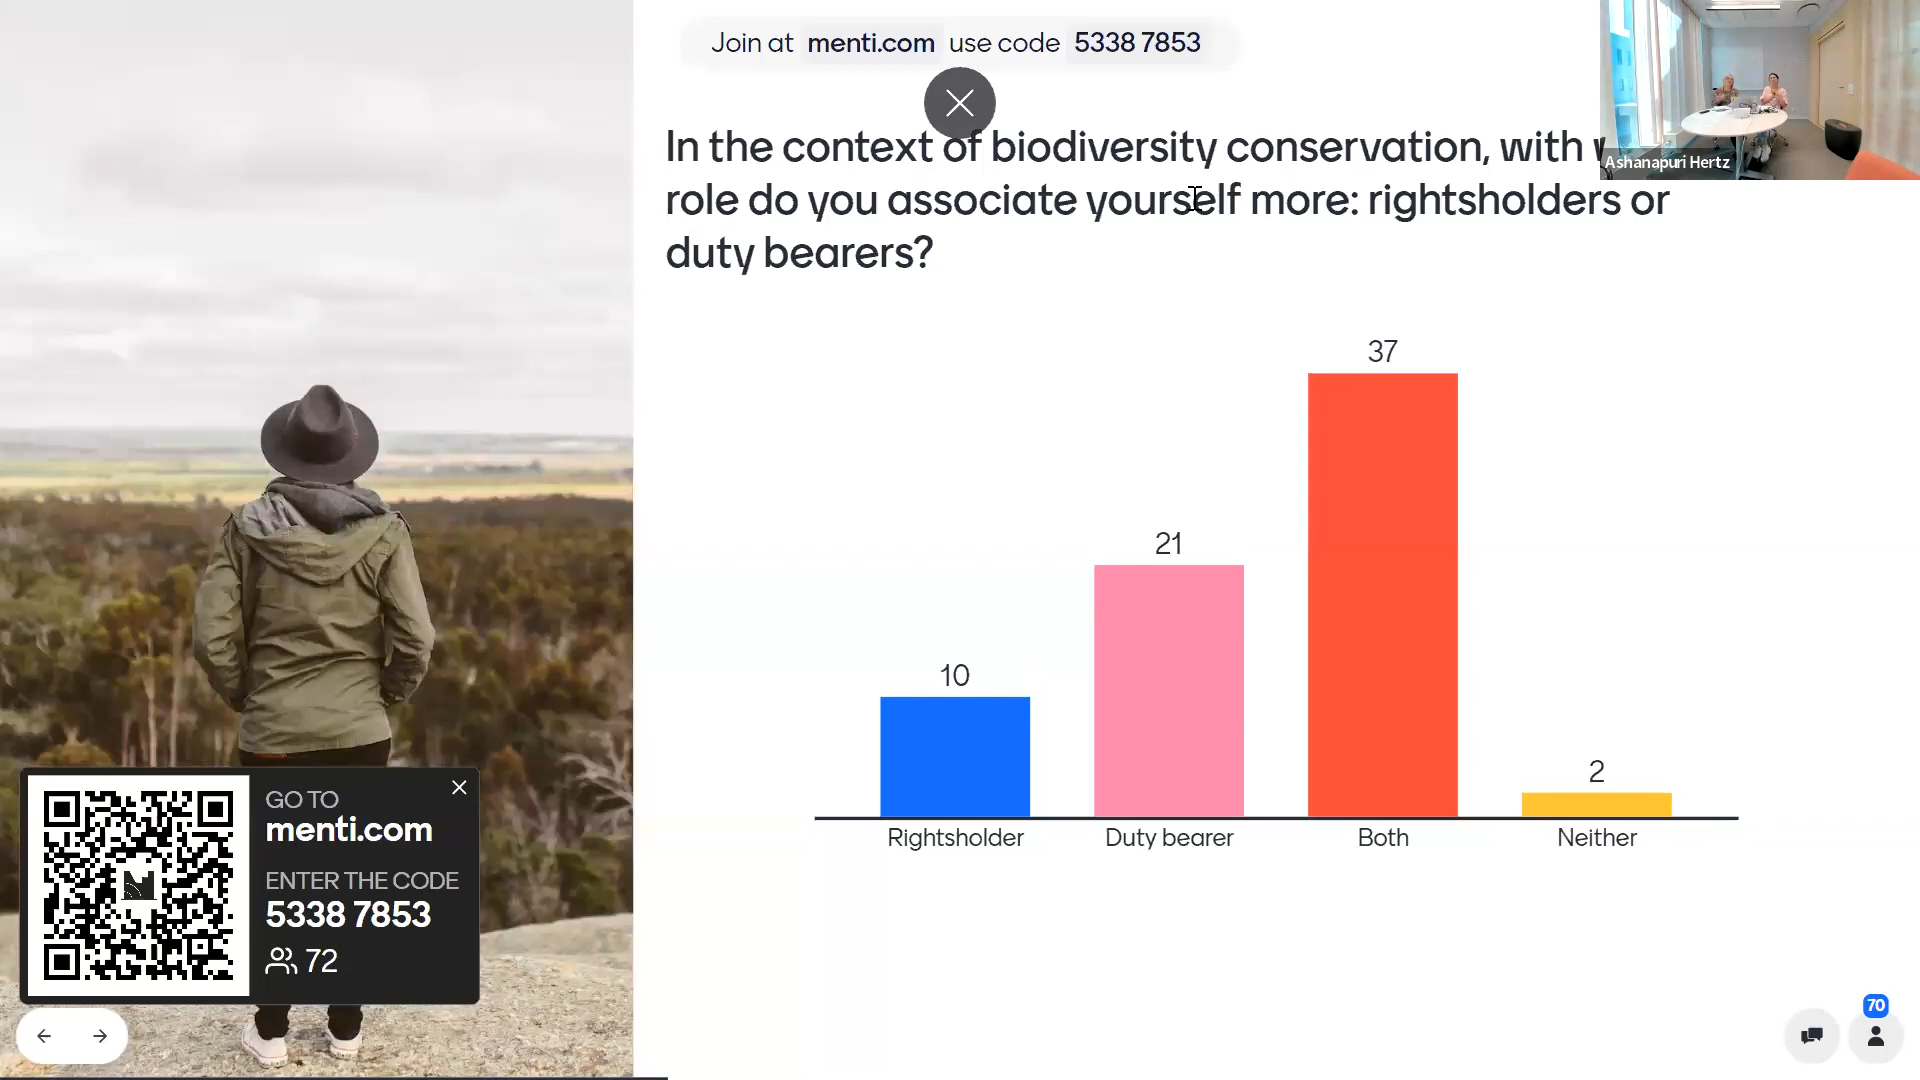 Join at menti.com use code 5338 7853
In the context of biodiversity conservation, with
role do you associate yourself more: rightsholders or
duty bearers?
Ashanapuri Hertz
37
21
10
2
Rightsholder Duty bearer Both Neither
GO TO
menti.com
ENTER THE CODE
5338 7853
72
70